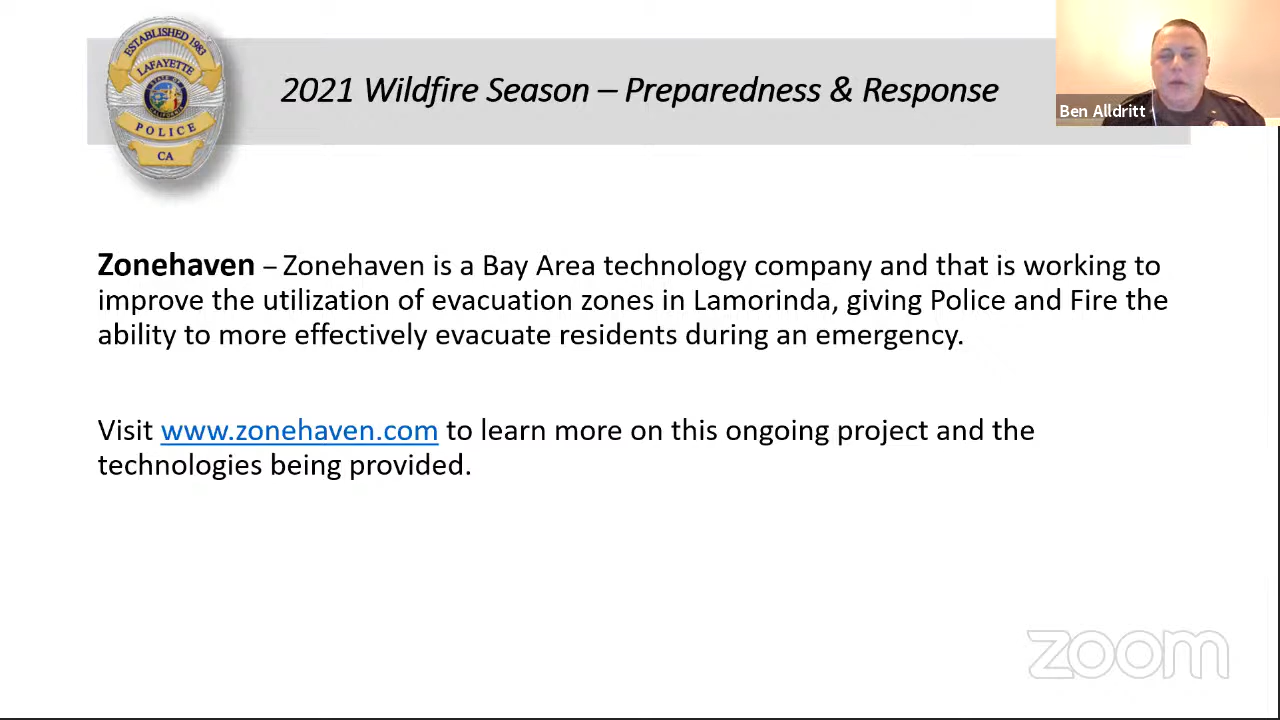 ESTABLISHED 1983
LAFAYETTE
POLICE
CA
2021 Wildfire Season – Preparedness & Response
Ben Alldritt
Zonehaven – Zonehaven is a Bay Area technology company and that is working to
improve the utilization of evacuation zones in Lamorinda, giving Police and Fire the
ability to more effectively evacuate residents during an emergency.
Visit www.zonehaven.com to learn more on this ongoing project and the
technologies being provided.
zoom